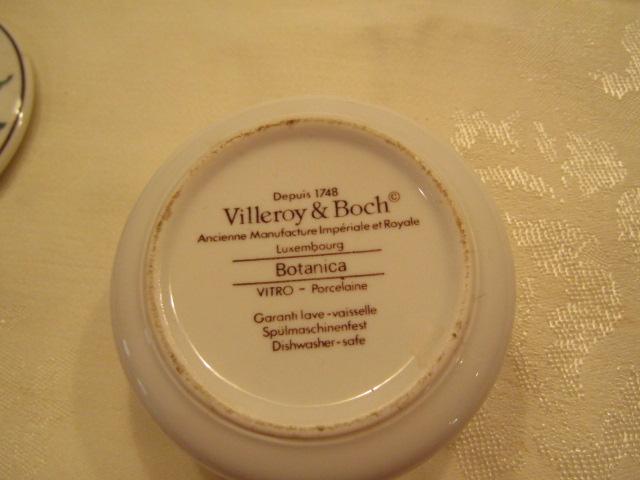 Depuis 1748
Villeroy & Boch©
Ancienne Manufacture Impériale et Royale
Luxembourg
Botanica
VITRO - Porcelaine
Garanti lave-vaisselle
Spülmaschinenfest
Dishwasher-safe